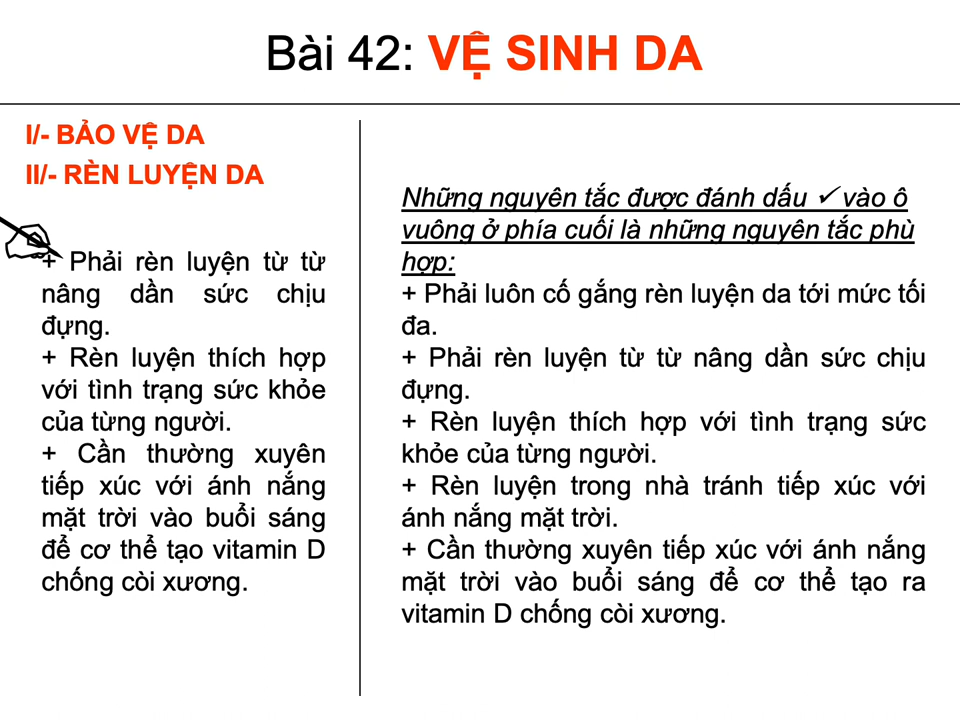 Bài 42: VỆ SINH DA
I/- BẢO VỆ DA
II/- RÈN LUYỆN DA
+ Phải rèn luyện từ từ
nâng dần sức chịu
đựng.
+ Rèn luyện thích hợp
với tình trạng sức khỏe
của từng người.
+ Cần thường xuyên
tiếp xúc với ánh nắng
mặt trời vào buổi sáng
để cơ thể tạo vitamin D
chống còi xương.
Những nguyên tắc được đánh dấu ✓ vào ô
vuông ở phía cuối là những nguyên tắc phù
hợp:
+ Phải luôn cố gắng rèn luyện da tới mức tối
đa.
+ Phải rèn luyện từ từ nâng dần sức chịu
đựng.
+ Rèn luyện thích hợp với tình trạng sức
khỏe của từng người.
+ Rèn luyện trong nhà tránh tiếp xúc với
ánh nắng mặt trời.
+ Cần thường xuyên tiếp xúc với ánh nắng
mặt trời vào buổi sáng để cơ thể tạo ra
vitamin D chống còi xương.